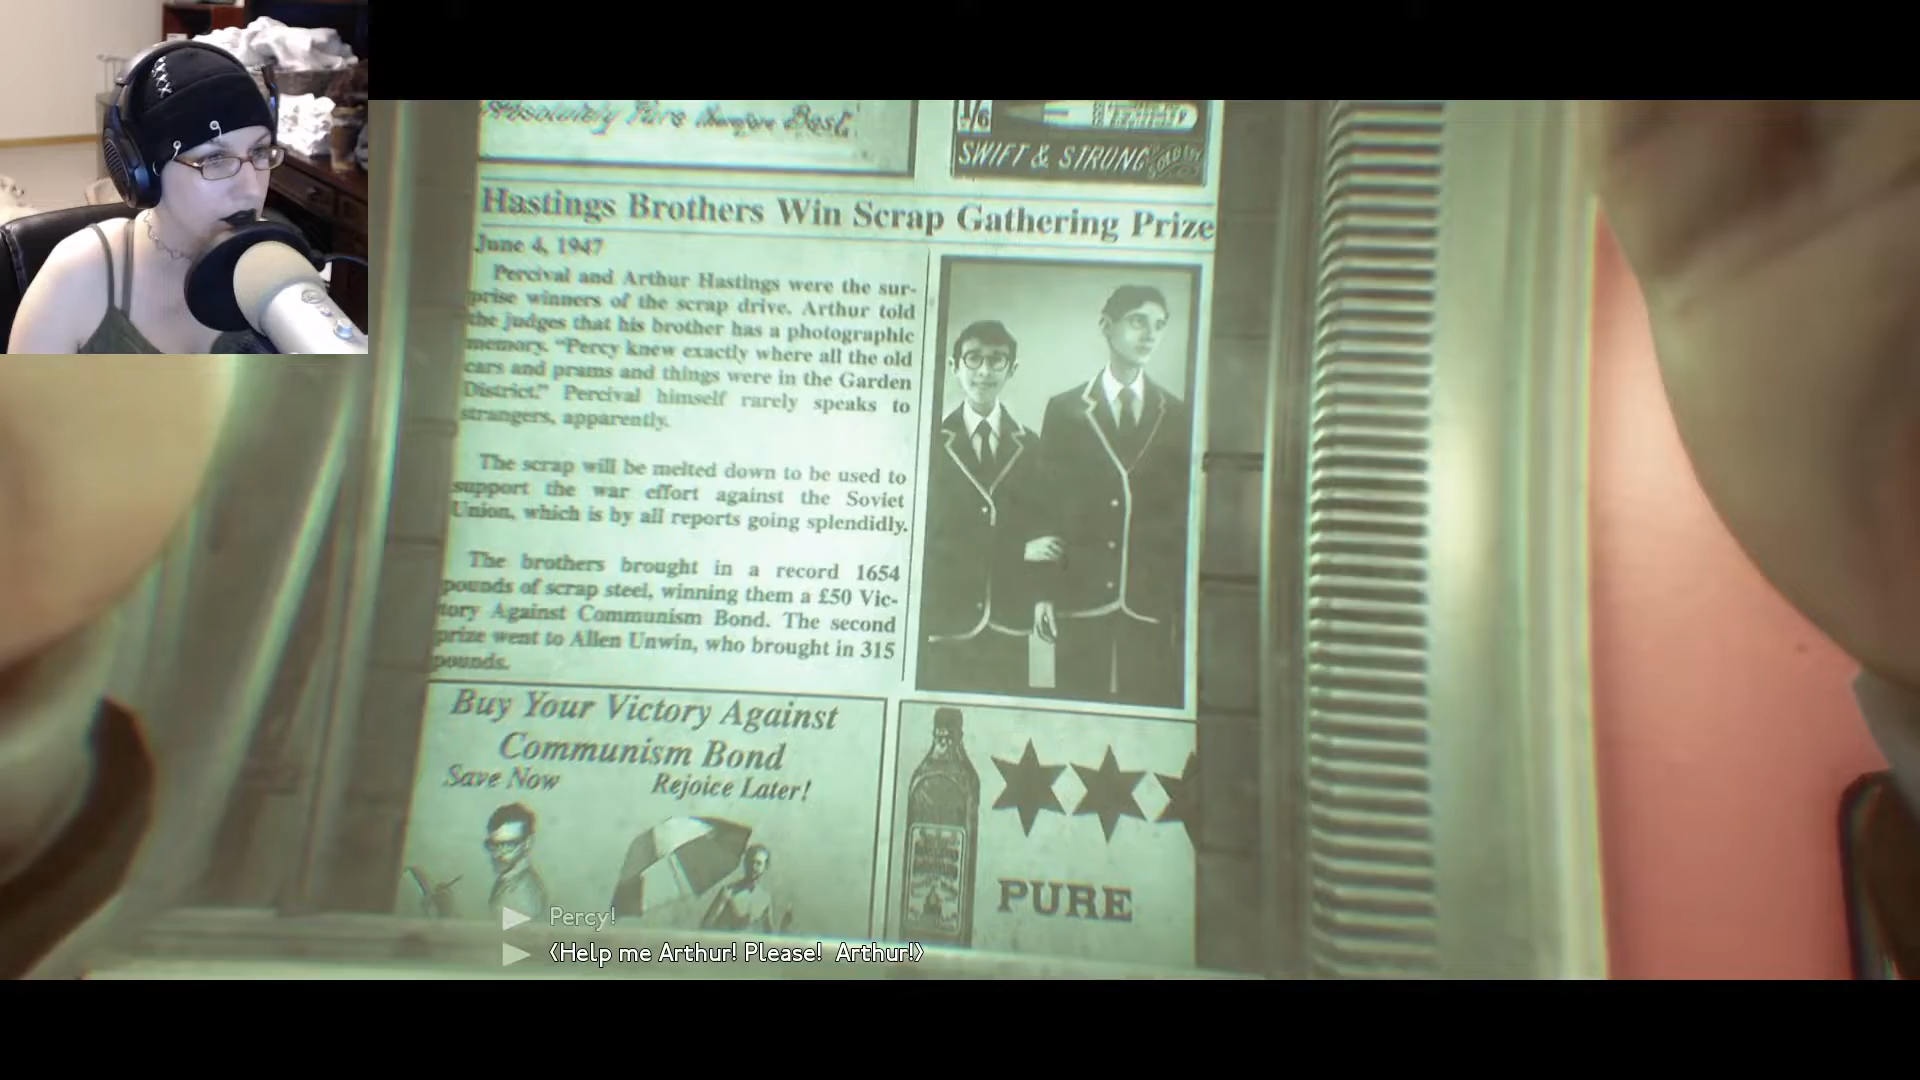 Absolutely Pure therefore Best.
1/6
SWIFT & STRONG
Hastings Brothers Win Scrap Gathering Prize
June 4, 1947
Percival and Arthur Hastings were the sur-
prise winners of the scrap drive. Arthur told
the judges that his brother has a photographic
memory. "Percy knew exactly where all the old
cars and prams and things were in the Garden
District." Percival himself rarely speaks to
strangers, apparently.
The scrap will be melted down to be used to
support the war effort against the Soviet
Union, which is by all reports going splendidly.
The brothers brought in a record 1654
pounds of scrap steel, winning them a £50 Vic-
tory Against Communism Bond. The second
prize went to Allen Unwin, who brought in 315
pounds.
Buy Your Victory Against
Communism Bond
Save Now Rejoice Later!
PURE
Percy!
〈Help me Arthur! Please! Arthur!〉